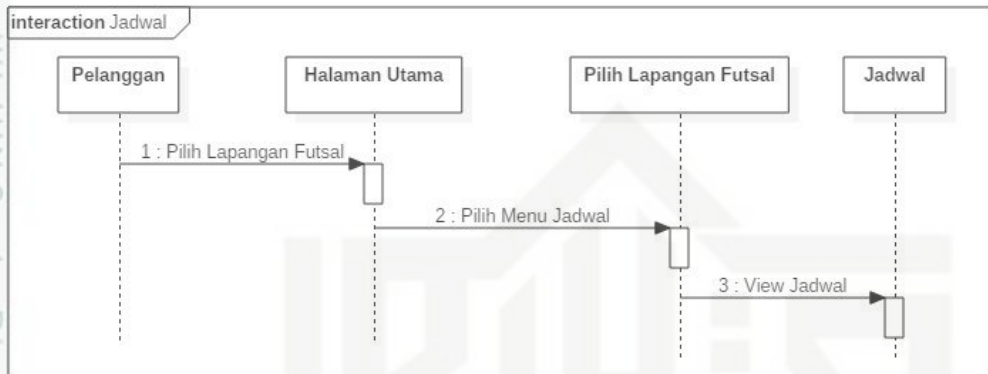 interaction Jadwal
Pelanggan
Halaman Utama
Pilih Lapangan Futsal
Jadwal
1 : Pilih Lapangan Futsal
2 : Pilih Menu Jadwal
3 : View Jadwal